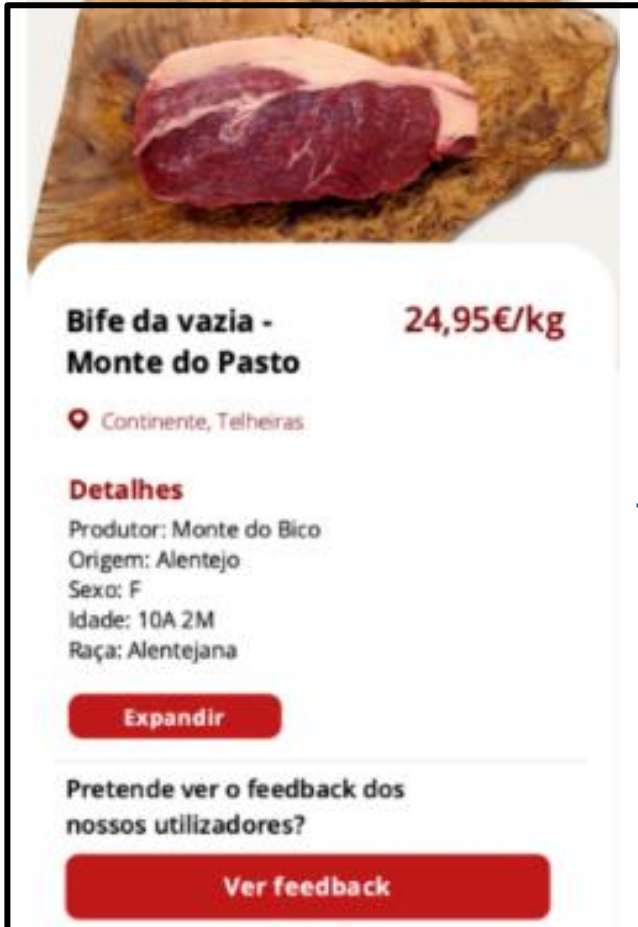 Bife da vazia -
Monte do Pasto
24,95€/kg
Continente, Telheiras
Detalhes
Produtor: Monte do Bico
Origem: Alentejo
Sexo: F
Idade: 10A 2M
Raça: Alentejana
Expandir
Pretende ver o feedback dos
nossos utilizadores?
Ver feedback